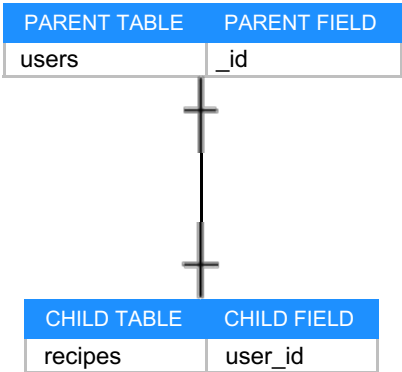 PARENT TABLE PARENT FIELD
users _id
CHILD TABLE CHILD FIELD
recipes user_id